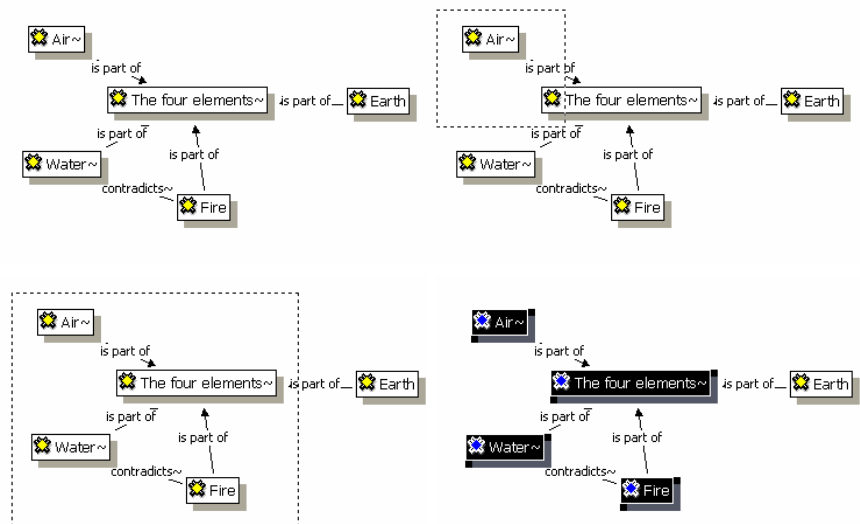 Air~
is part of
The four elements~
is part of
Earth
is part of
Water~
is part of
contradicts~
Fire
Air~
is part of
The four elements~
is part of
Earth
is part of
Water~
is part of
contradicts~
Fire
Air~
is part of
The four elements~
is part of
Earth
is part of
Water~
is part of
contradicts~
Fire
Air~
is part of
The four elements~
is part of
Earth
is part of
Water~
is part of
contradicts~
Fire